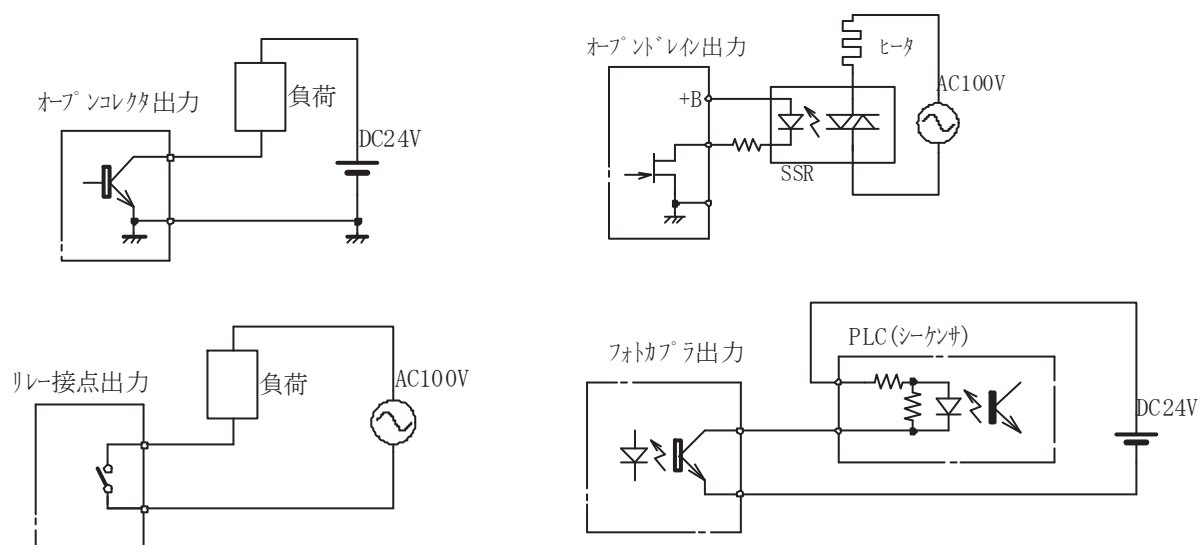 オープンコレクタ出力
負荷
DC24V
オープンドレイン出力
+B
SSR
ヒータ
AC100V
リレー接点出力
負荷
AC100V
フォトカプラ出力
PLC(シーケンサ)
DC24V